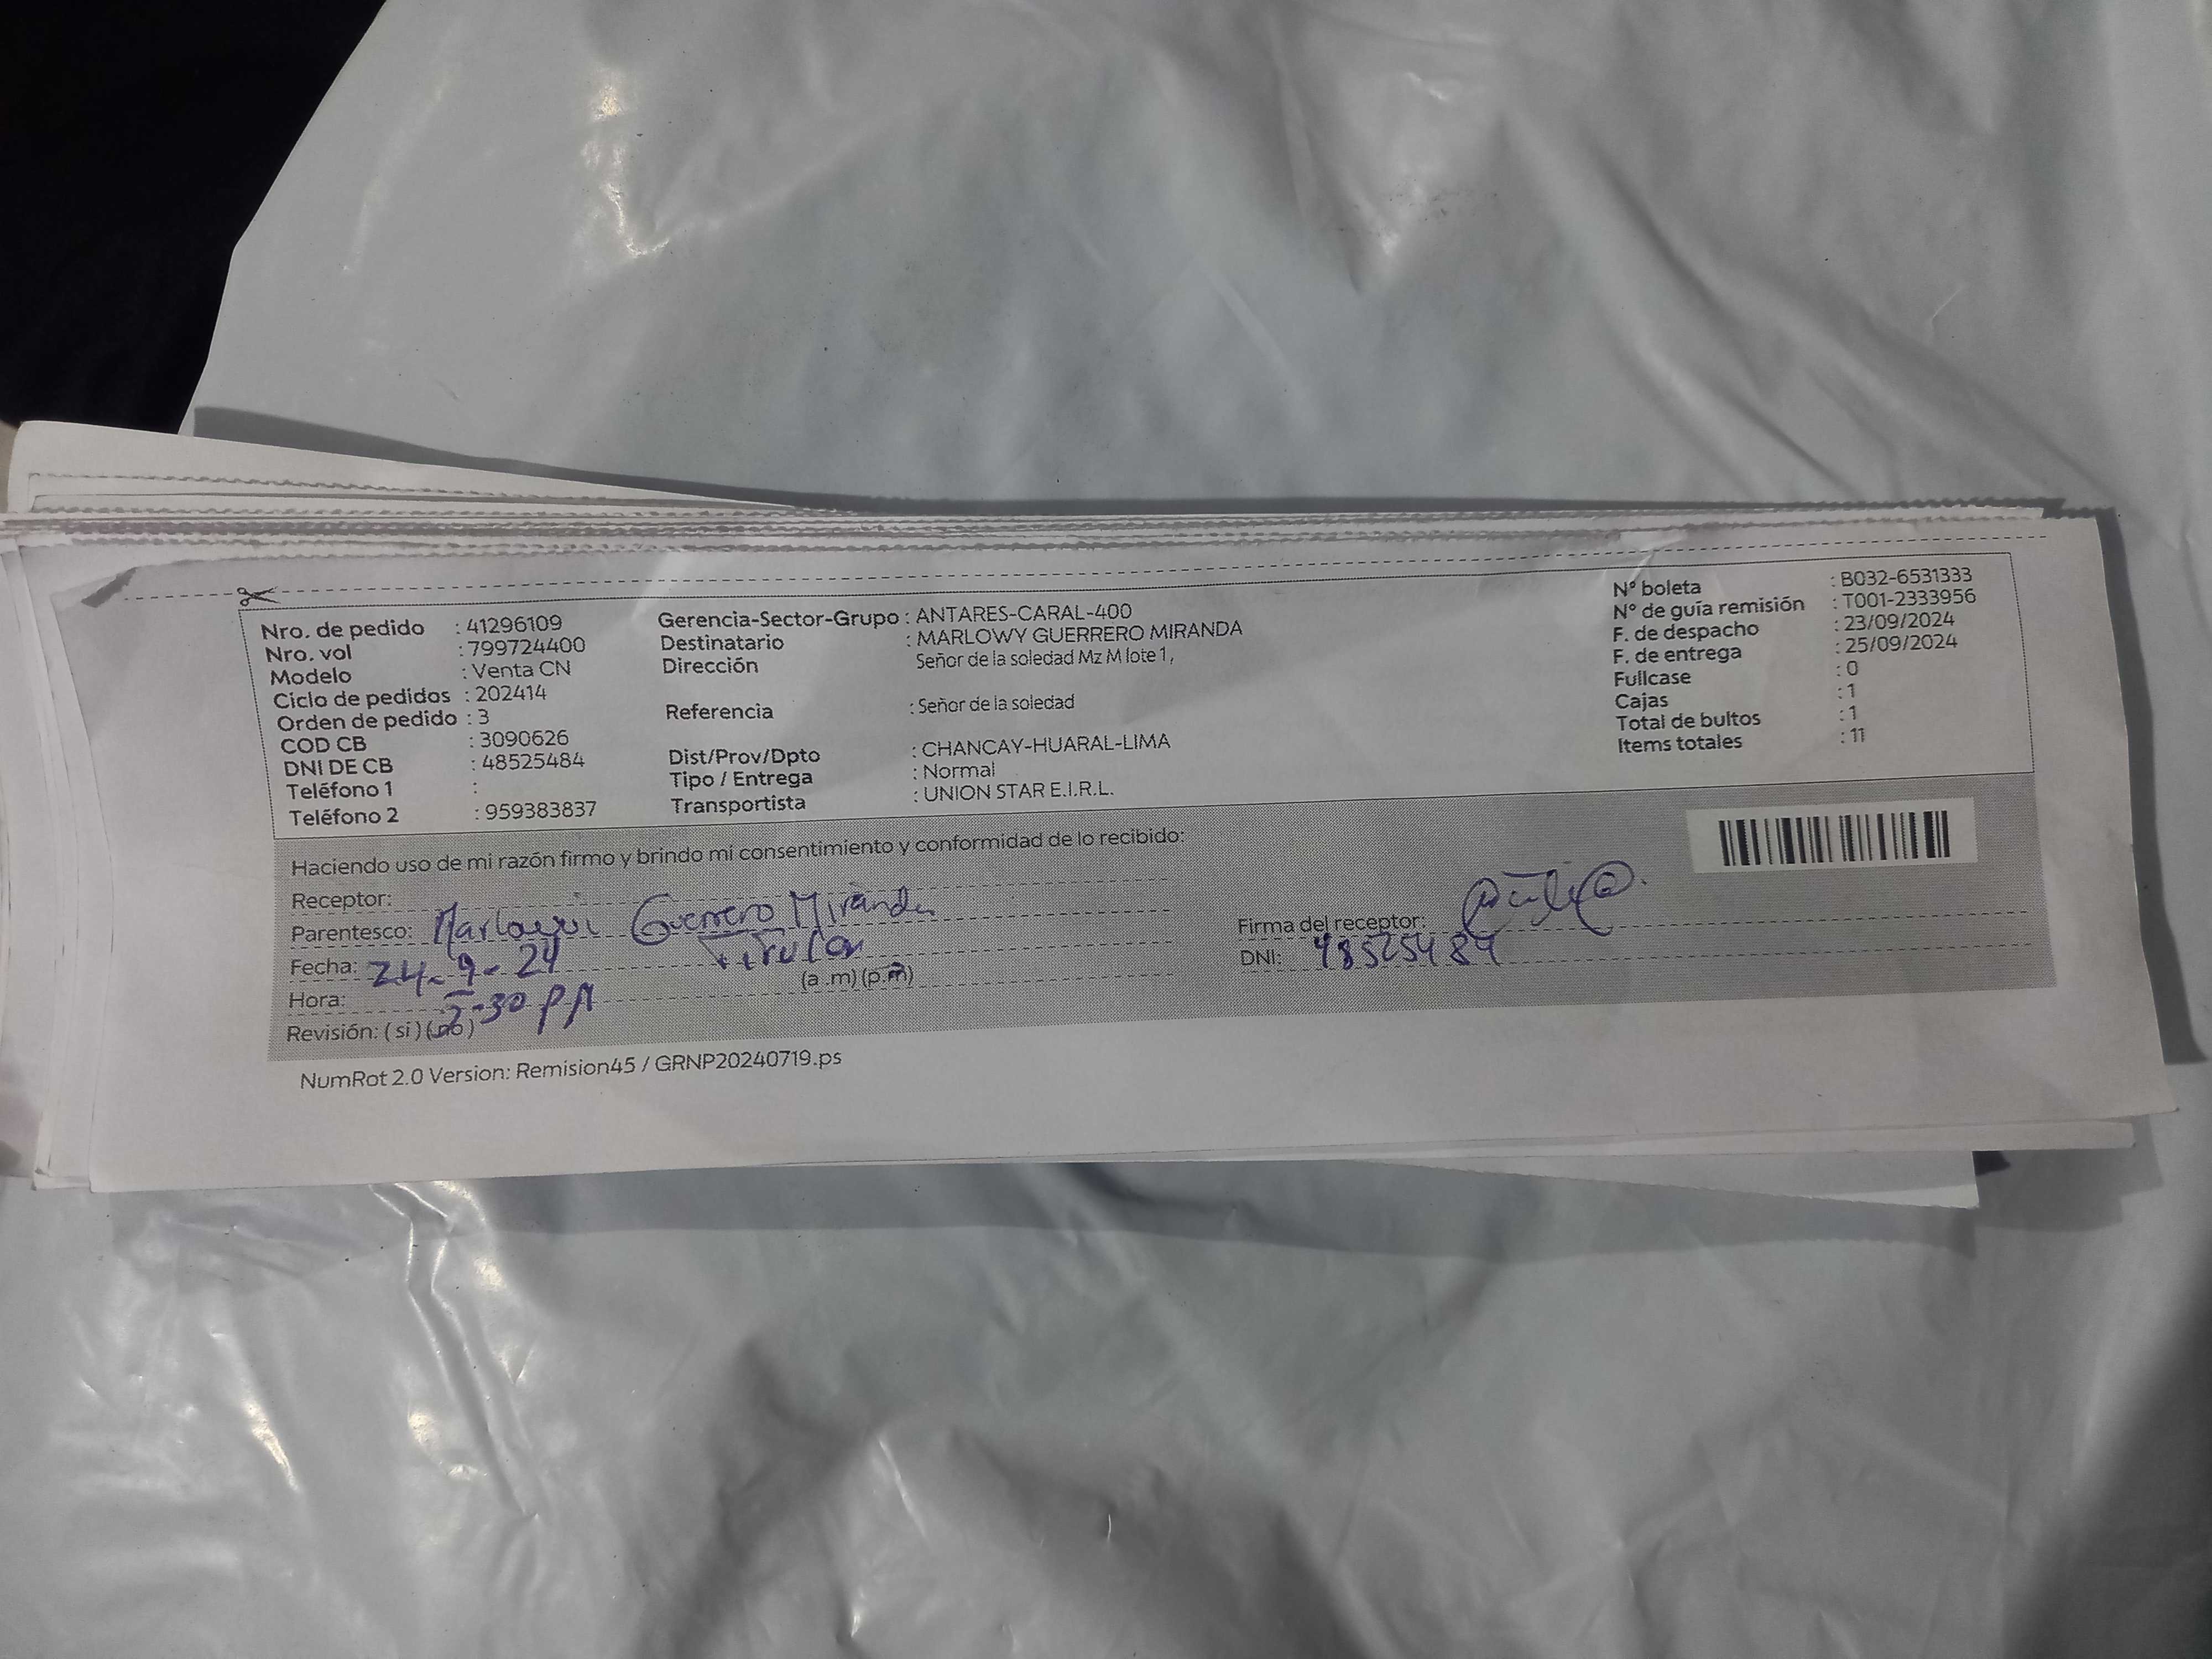 Nro. de pedido : 41296109
Nro. vol : 799724400
Modelo : Venta CN
Ciclo de pedidos : 202414
Orden de pedido : 3
COD CB : 3090626
DNI DE CB : 48525484
Teléfono 1 :
Teléfono 2 : 959383837
Gerencia-Sector-Grupo : ANTARES-CARAL-400
Destinatario : MARLOWY GUERRERO MIRANDA
Dirección Señor de la soledad Mz M lote 1,
Referencia : Señor de la soledad
Dist/Prov/Dpto : CHANCAY-HUARAL-LIMA
Tipo / Entrega : Normal
Transportista : UNION STAR E.I.R.L.
N° boleta : B032-6531333
N° de guía remisión : T001-2333956
F. de despacho : 23/09/2024
F. de entrega : 25/09/2024
Fullcase : 0
Cajas : 1
Total de bultos : 1
Items totales : 11
Haciendo uso de mi razón firmo y brindo mi consentimiento y conformidad de lo recibido:
Receptor:
Guerrero Miranda
Parentesco: Titular
Fecha: 24-9-24
Hora: (a.m) (p.m)
5-30 PM
Revisión: (si) (no)
Firma del receptor:
DNI: 48525484
NumRot 2.0 Version: Remision45 / GRNP20240719.ps